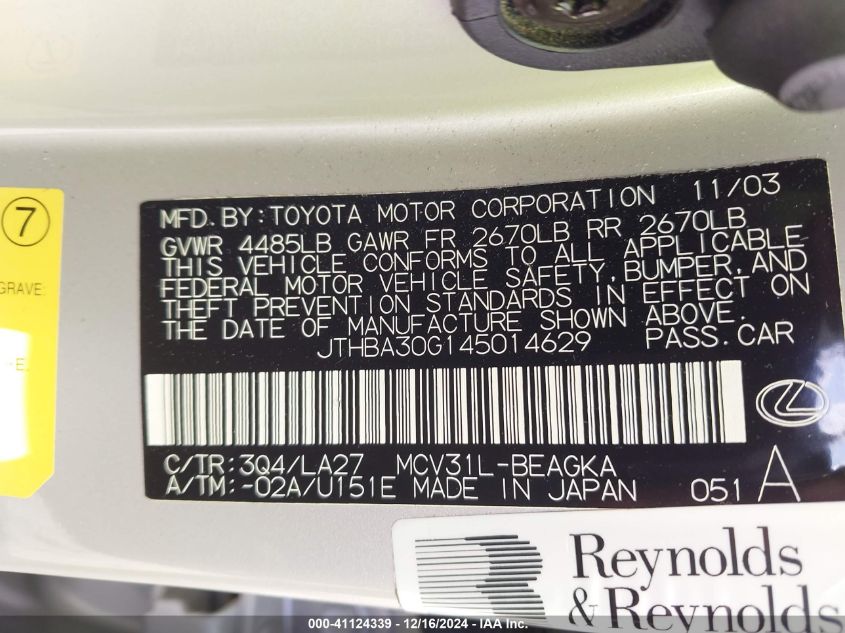 7
GRAVE:
-E:
MFD. BY: TOYOTA MOTOR CORPORATION 11/03
GVWR 4485LB GAWR FR 2670LB RR 2670LB
THIS VEHICLE CONFORMS TO ALL APPLICABLE
FEDERAL MOTOR VEHICLE SAFETY, BUMPER, AND
THEFT PREVENTION STANDARDS IN EFFECT ON
THE DATE OF MANUFACTURE SHOWN ABOVE.
JTHBA30G145014629 PASS. CAR
C/TR: 3Q4/LA27 MCV31L-BEAGKA
A/TM: -02A/U151E MADE IN JAPAN 051 A
Reynolds
& Reynolds
000-41124339 - 12/16/2024 - IAA Inc.